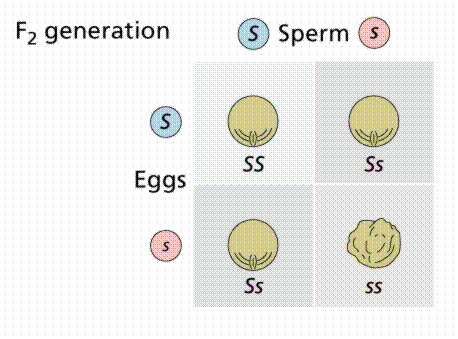 F₂ generation
S Sperm s
S
SS Ss
Eggs
s
Ss ss